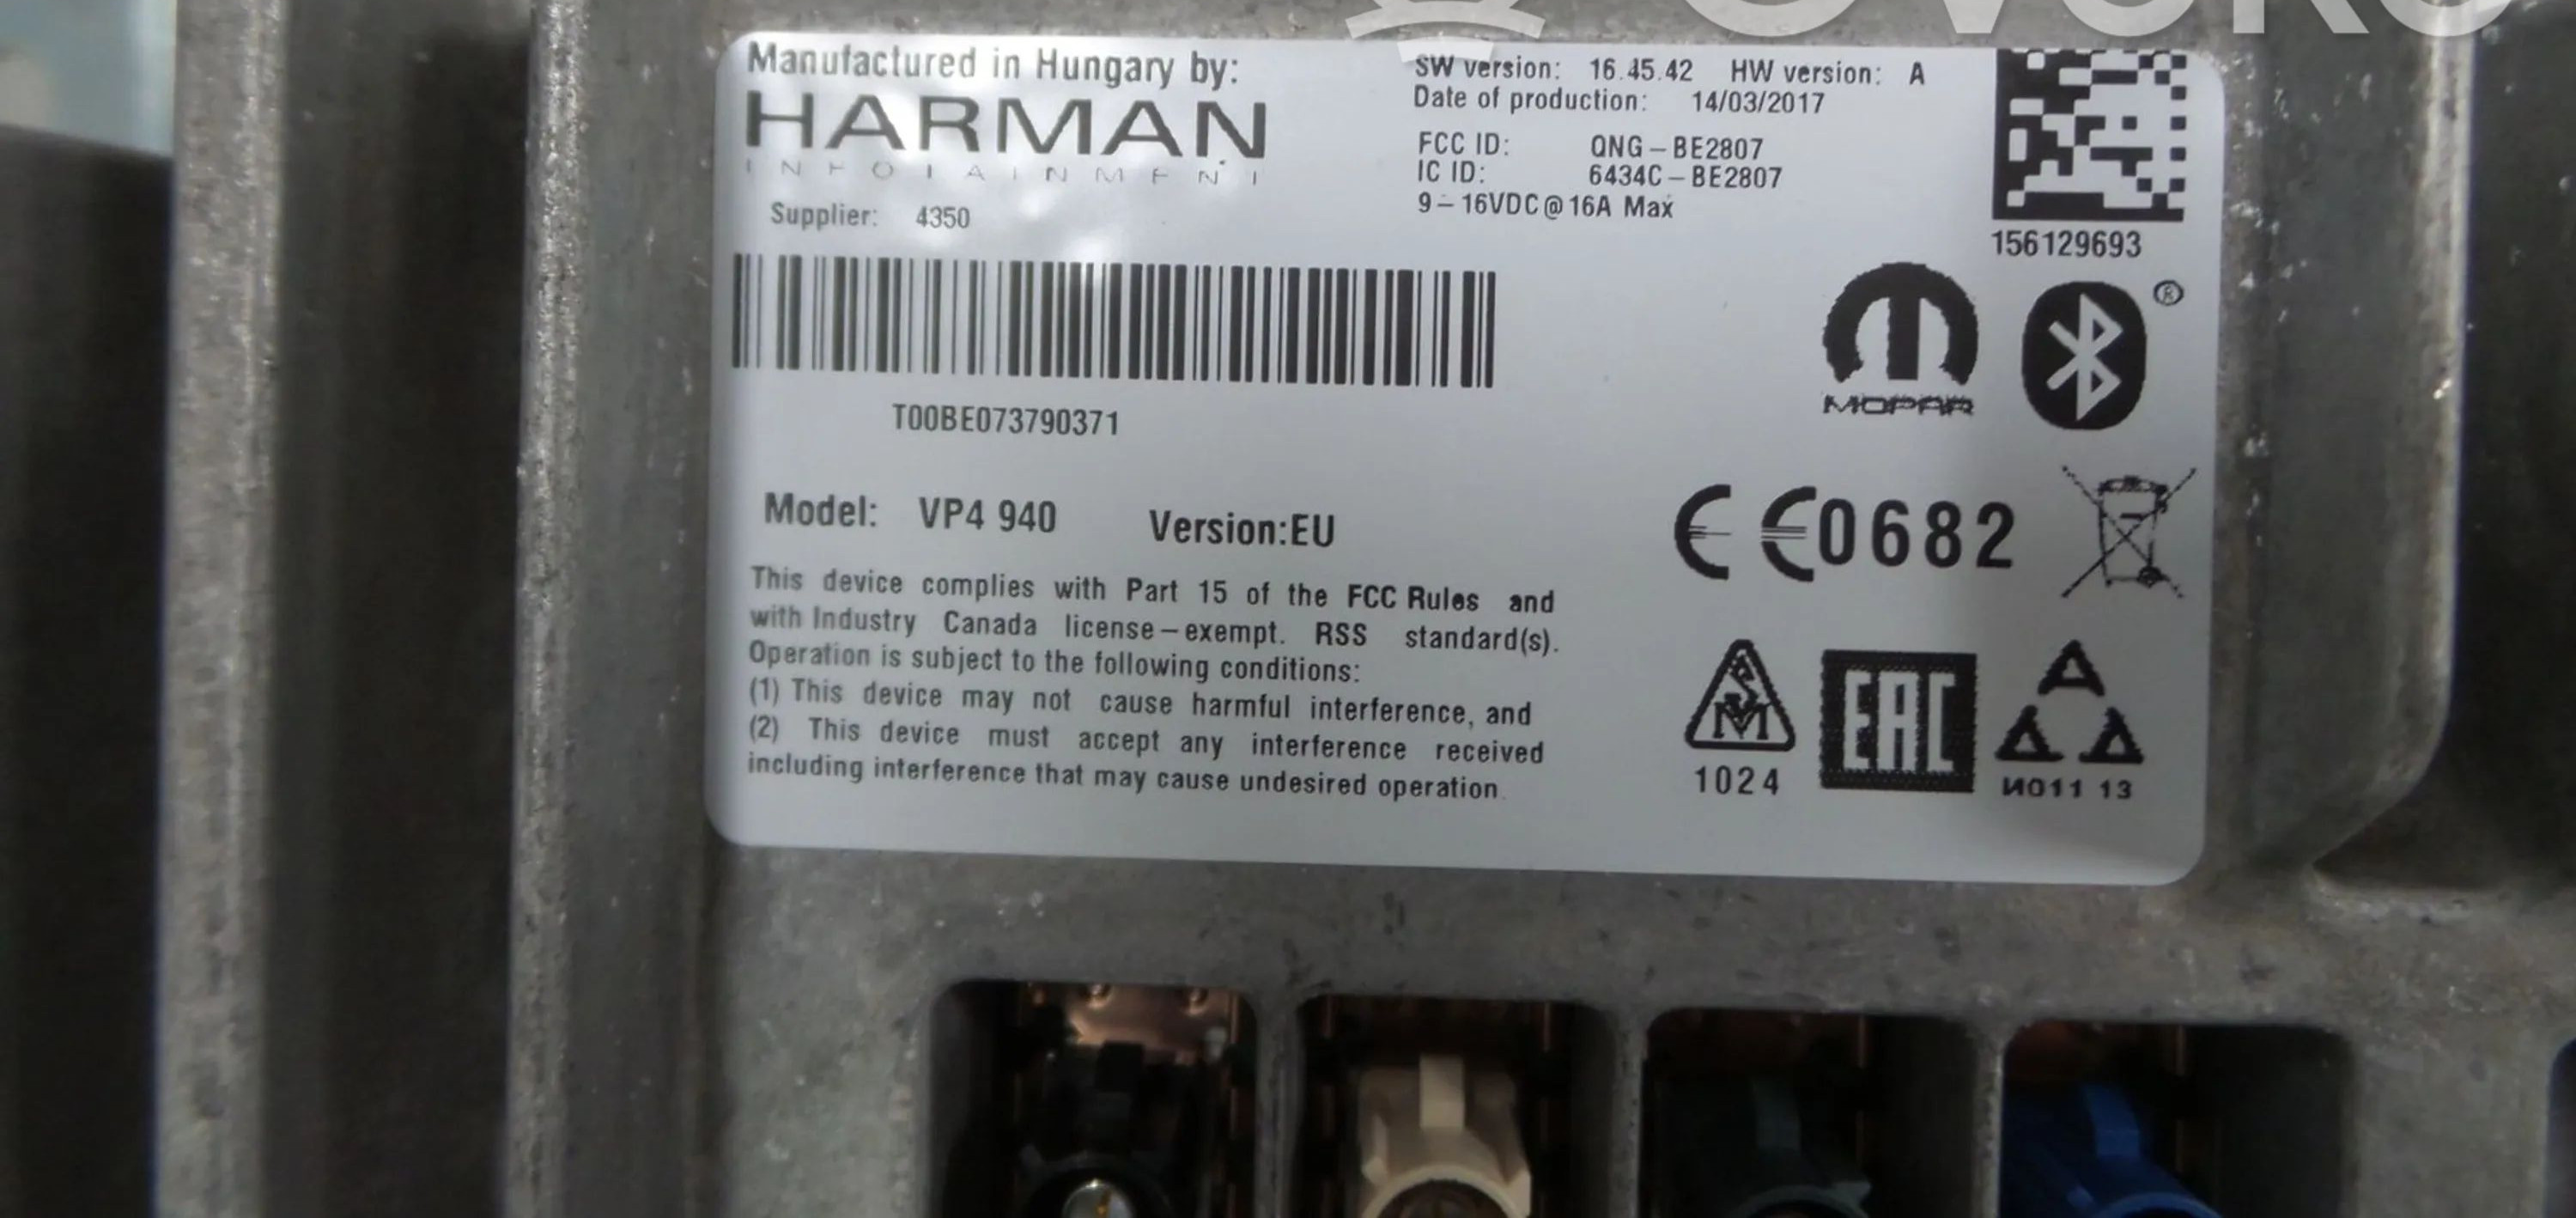 Manufactured in Hungary by:
HARMAN
INFOTAINMENT
Supplier: 4350
SW version: 16.45.42 HW version: A
Date of production: 14/03/2017
FCC ID: QNG-BE2807
IC ID: 6434C-BE2807
9-16VDC@16A Max
156129693
T00BE073790371
MOPAR
®
Model: VP4 940 Version:EU
CE CE0682
This device complies with Part 15 of the FCC Rules and
with Industry Canada license-exempt. RSS standard(s).
Operation is subject to the following conditions:
(1) This device may not cause harmful interference, and
(2) This device must accept any interference received
including interference that may cause undesired operation.
SM
1024
EAC
ИО11 13